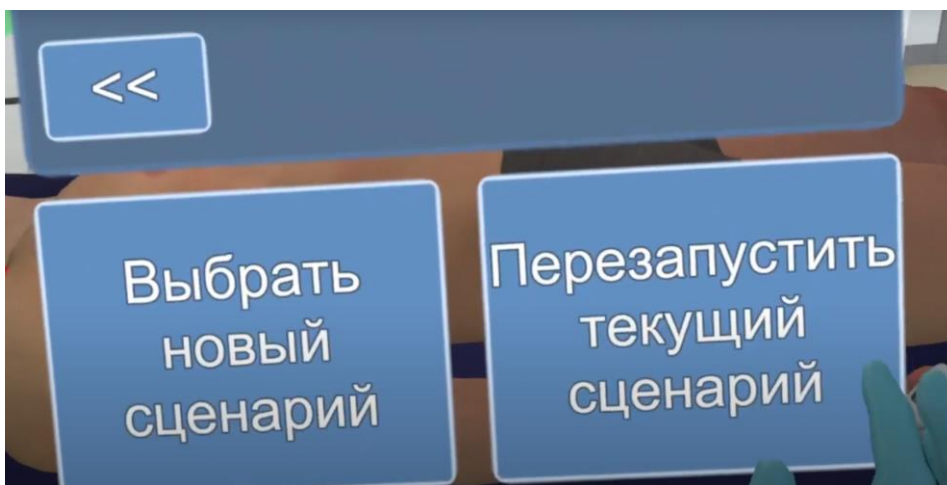 <<
Выбрать
новый
сценарий
Перезапустить
текущий
сценарий